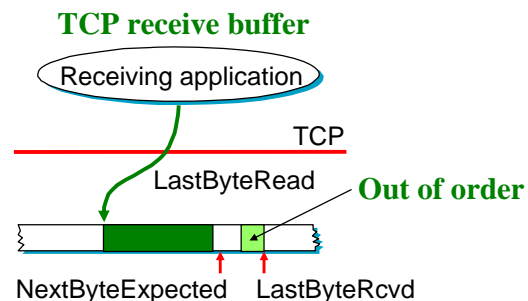 TCP receive buffer
Receiving application
TCP
LastByteRead
Out of order
NextByteExpected
LastByteRcvd